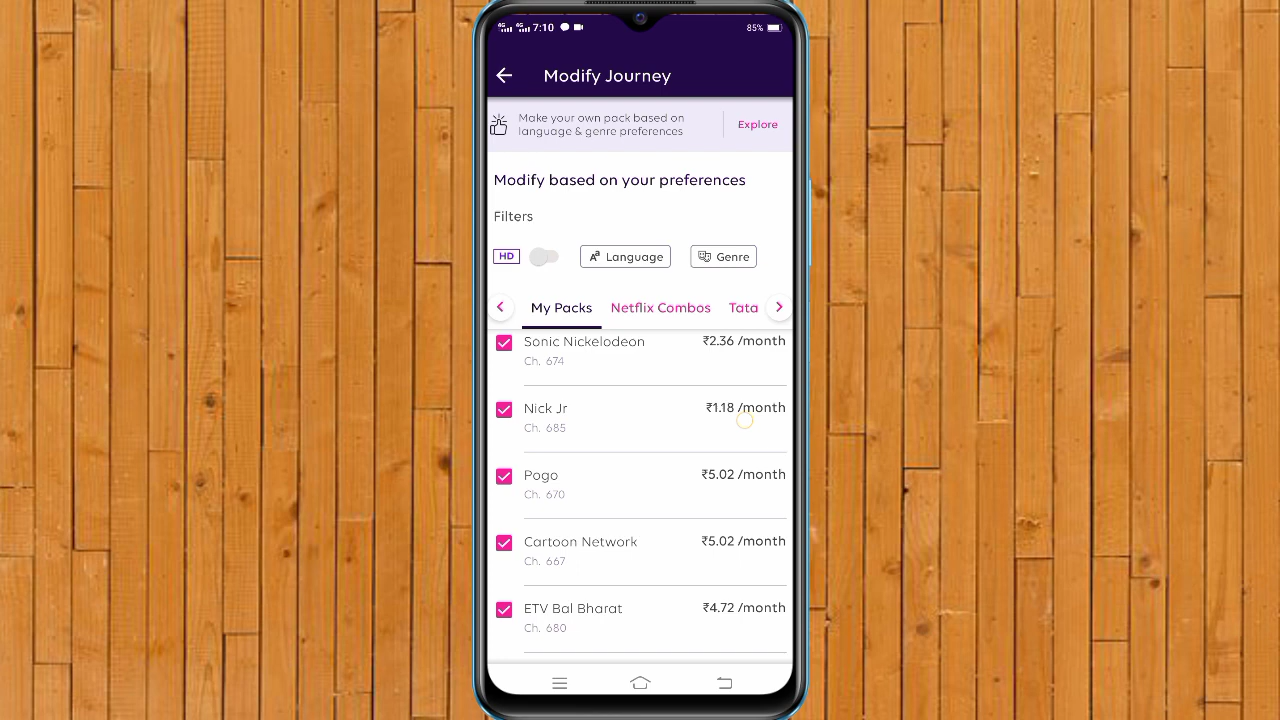 4G 4G 7:10 85%
Modify Journey
Make your own pack based on
language & genre preferences
Explore
Modify based on your preferences
Filters
HD Language Genre
My Packs Netflix Combos Tata
Sonic Nickelodeon ₹2.36 /month
Ch. 674
Nick Jr ₹1.18 /month
Ch. 685
Pogo ₹5.02 /month
Ch. 670
Cartoon Network ₹5.02 /month
Ch. 667
ETV Bal Bharat ₹4.72 /month
Ch. 680